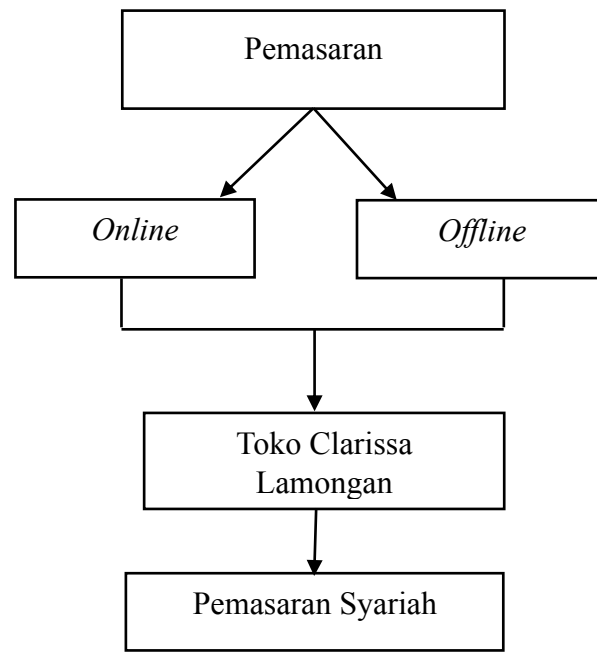 Pemasaran
Online
Offline
Toko Clarissa
Lamongan
Pemasaran Syariah